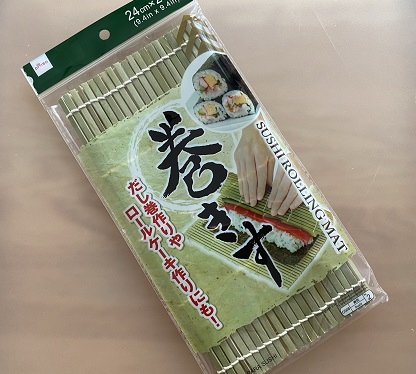 24cm×2
(9.4in × 9.4in)
巻きす
SUSHI ROLLING MAT
だし巻作りや
ロールケーキ作りにも!